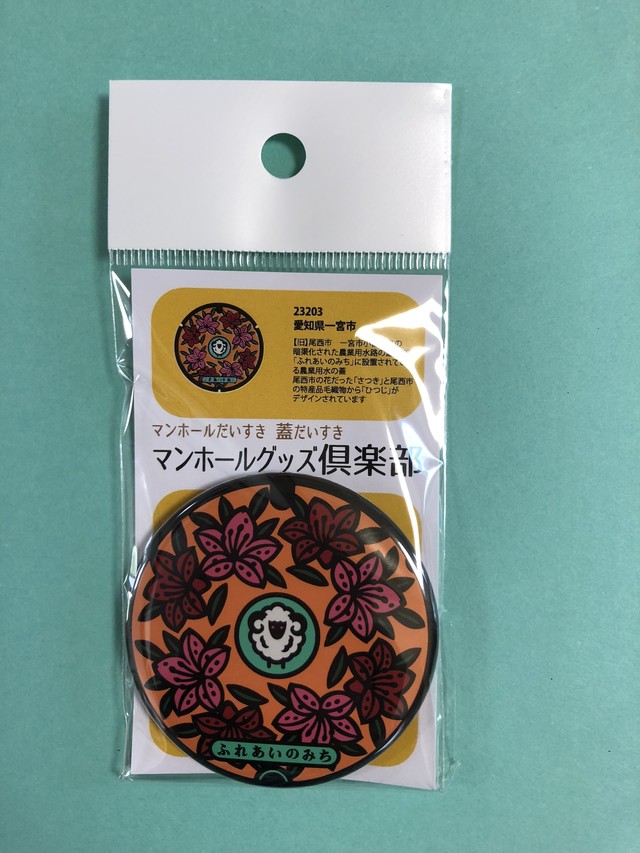 23203
愛知県一宮市
【旧】尾西市 一宮市小 の
暗渠化された農業用水路の
「ふれあいのみち」に設置されてい
る農業用水の蓋
尾西市の花だった「さつき」と尾西市
の特産品毛織物から「ひつじ」が
デザインされています
マンホールだいすき 蓋だいすき
マンホールグッズ倶楽部
ふれあいのみち